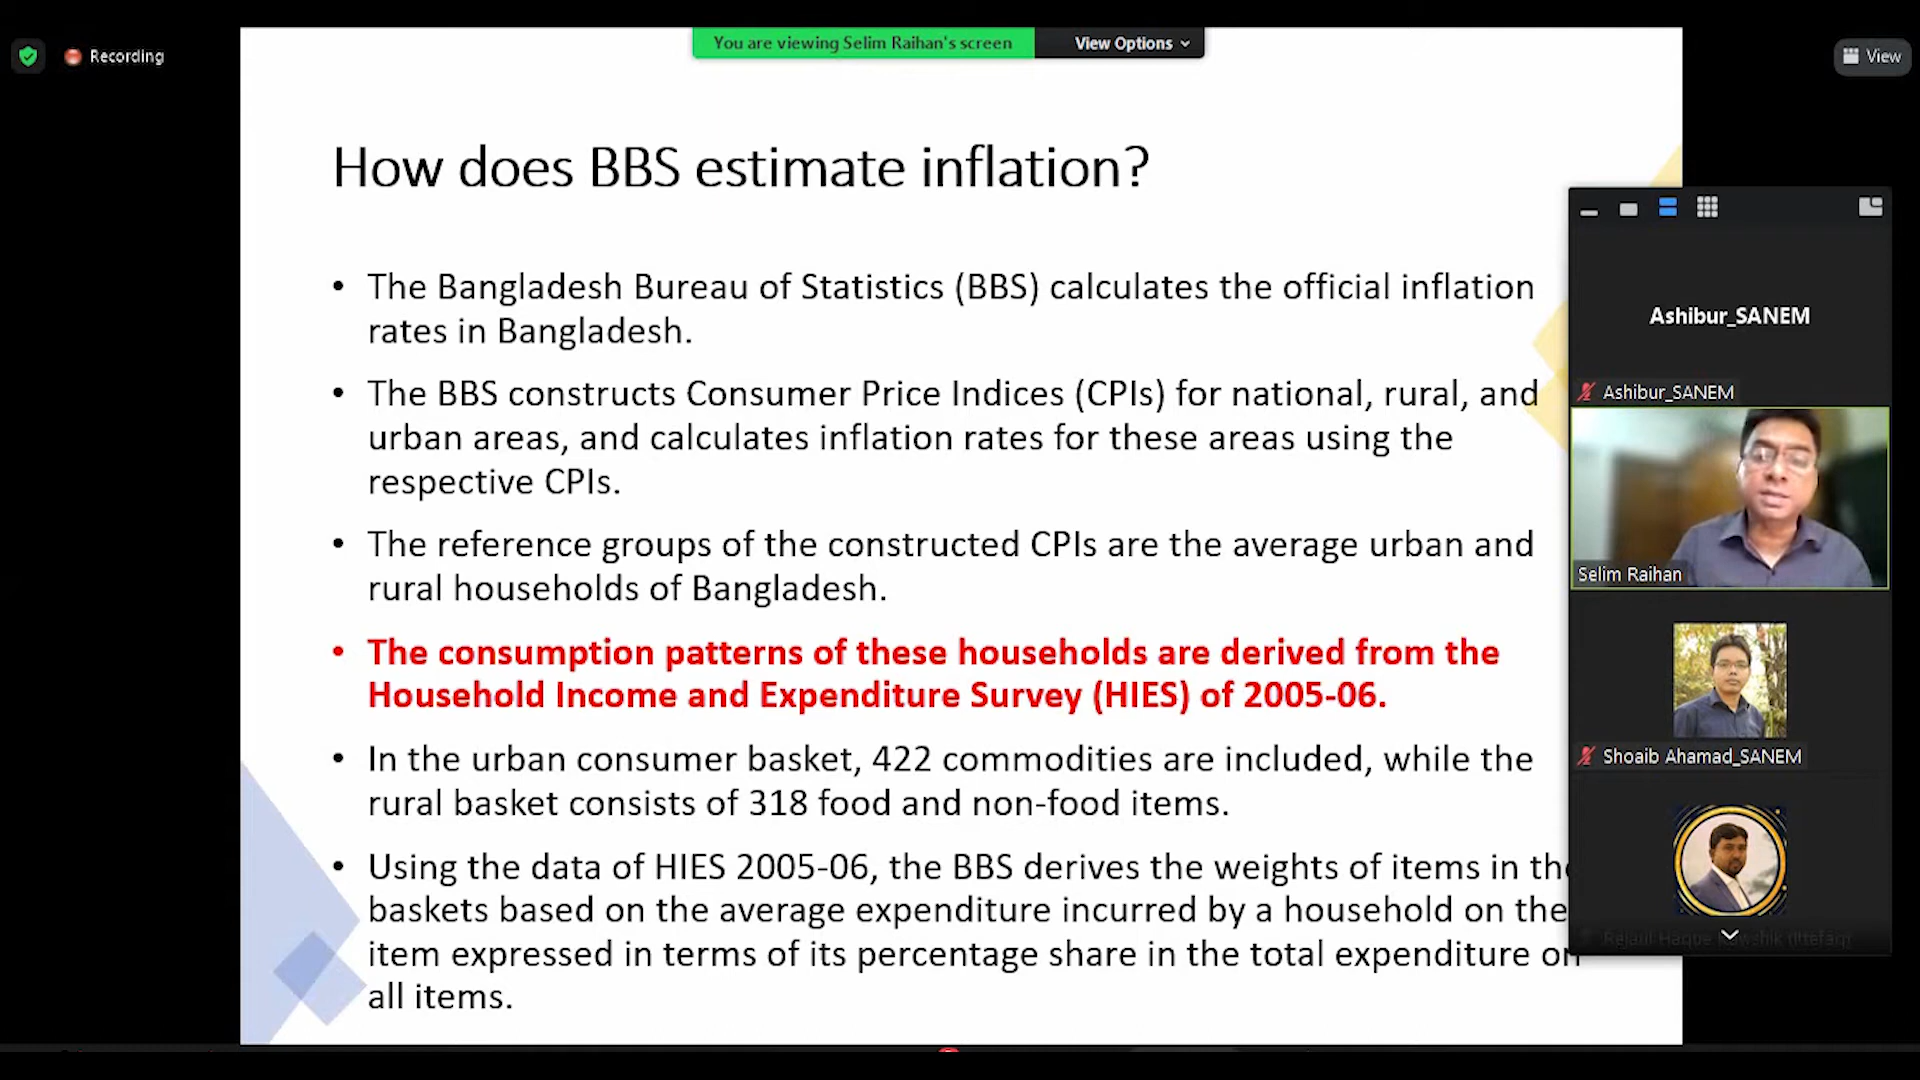 Recording
You are viewing Selim Raihan's screen
View Options
View
How does BBS estimate inflation?
• The Bangladesh Bureau of Statistics (BBS) calculates the official inflation
rates in Bangladesh.
• The BBS constructs Consumer Price Indices (CPIs) for national, rural, and
urban areas, and calculates inflation rates for these areas using the
respective CPIs.
• The reference groups of the constructed CPIs are the average urban and
rural households of Bangladesh.
• The consumption patterns of these households are derived from the
Household Income and Expenditure Survey (HIES) of 2005-06.
• In the urban consumer basket, 422 commodities are included, while the
rural basket consists of 318 food and non-food items.
• Using the data of HIES 2005-06, the BBS derives the weights of items in the
baskets based on the average expenditure incurred by a household on the
item expressed in terms of its percentage share in the total expenditure on
all items.
Ashibur_SANEM
Ashibur_SANEM
Selim Raihan
Shoaib Ahamad_SANEM
Rejaul Haque Kawshik (Ittefaq)